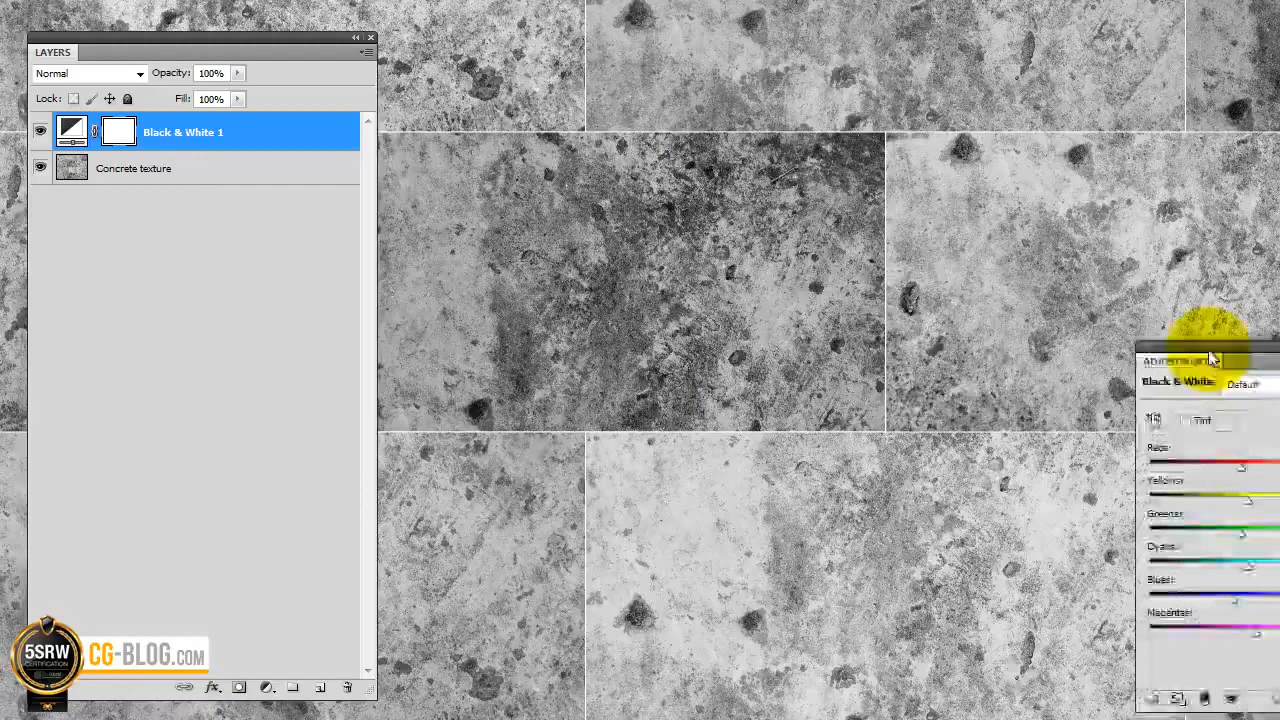 LAYERS
Normal Opacity: 100%
Lock: Fill: 100%
Black & White 1
Concrete texture
Black & White Default
Tint
Reds:
Yellows:
Greens:
Cyans:
Blues:
Magentas:
5SRW
CERTIFICATION
CG-BLOG.COM